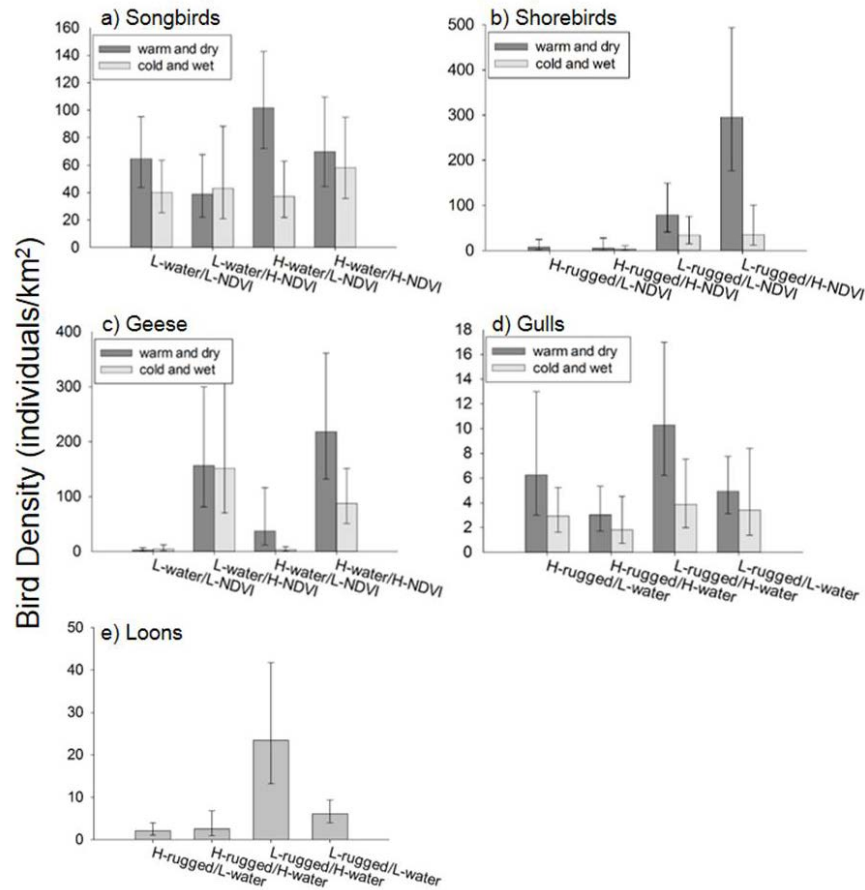 a) Songbirds
160
140
120
100
80
60
40
20
0
warm and dry
cold and wet
L-water/L-NDVI
L-water/H-NDVI
H-water/L-NDVI
H-water/H-NDVI
b) Shorebirds
500
400
300
200
100
0
warm and dry
cold and wet
H-rugged/L-NDVI
H-rugged/H-NDVI
L-rugged/L-NDVI
L-rugged/H-NDVI
Bird Density (individuals/km²)
c) Geese
400
300
200
100
0
warm and dry
cold and wet
L-water/L-NDVI
L-water/H-NDVI
H-water/L-NDVI
H-water/H-NDVI
d) Gulls
18
16
14
12
10
8
6
4
2
0
warm and dry
cold and wet
H-rugged/L-water
H-rugged/H-water
L-rugged/H-water
L-rugged/L-water
e) Loons
50
40
30
20
10
0
H-rugged/L-water
H-rugged/H-water
L-rugged/H-water
L-rugged/L-water